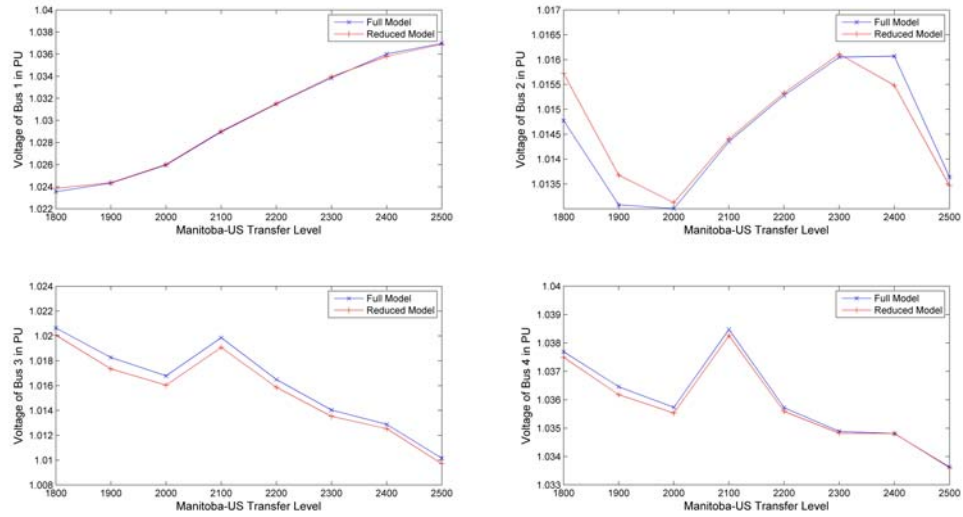 Voltage of Bus 1 in PU
1.04
1.038
1.036
1.034
1.032
1.03
1.028
1.026
1.024
1.022
1800 1900 2000 2100 2200 2300 2400 2500
Manitoba-US Transfer Level
Full Model
Reduced Model
Voltage of Bus 2 in PU
1.017
1.0165
1.016
1.0155
1.015
1.0145
1.014
1.0135
1800 1900 2000 2100 2200 2300 2400 2500
Manitoba-US Transfer Level
Full Model
Reduced Model
Voltage of Bus 3 in PU
1.024
1.022
1.02
1.018
1.016
1.014
1.012
1.01
1.008
1800 1900 2000 2100 2200 2300 2400 2500
Manitoba-US Transfer Level
Full Model
Reduced Model
Voltage of Bus 4 in PU
1.04
1.039
1.038
1.037
1.036
1.035
1.034
1.033
1800 1900 2000 2100 2200 2300 2400 2500
Manitoba-US Transfer Level
Full Model
Reduced Model